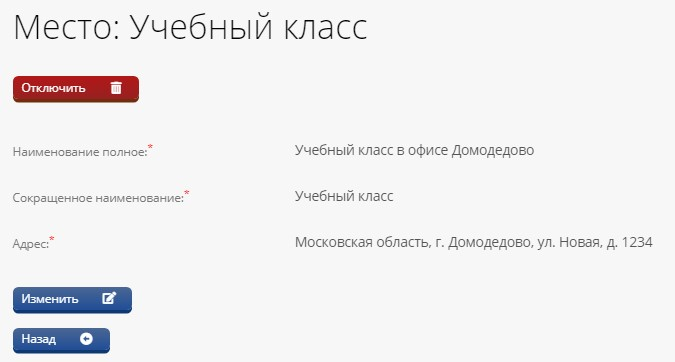 Место: Учебный класс
Отключить
Наименование полное:* Учебный класс в офисе Домодедово
Сокращенное наименование:* Учебный класс
Адрес:* Московская область, г. Домодедово, ул. Новая, д. 1234
Изменить
Назад